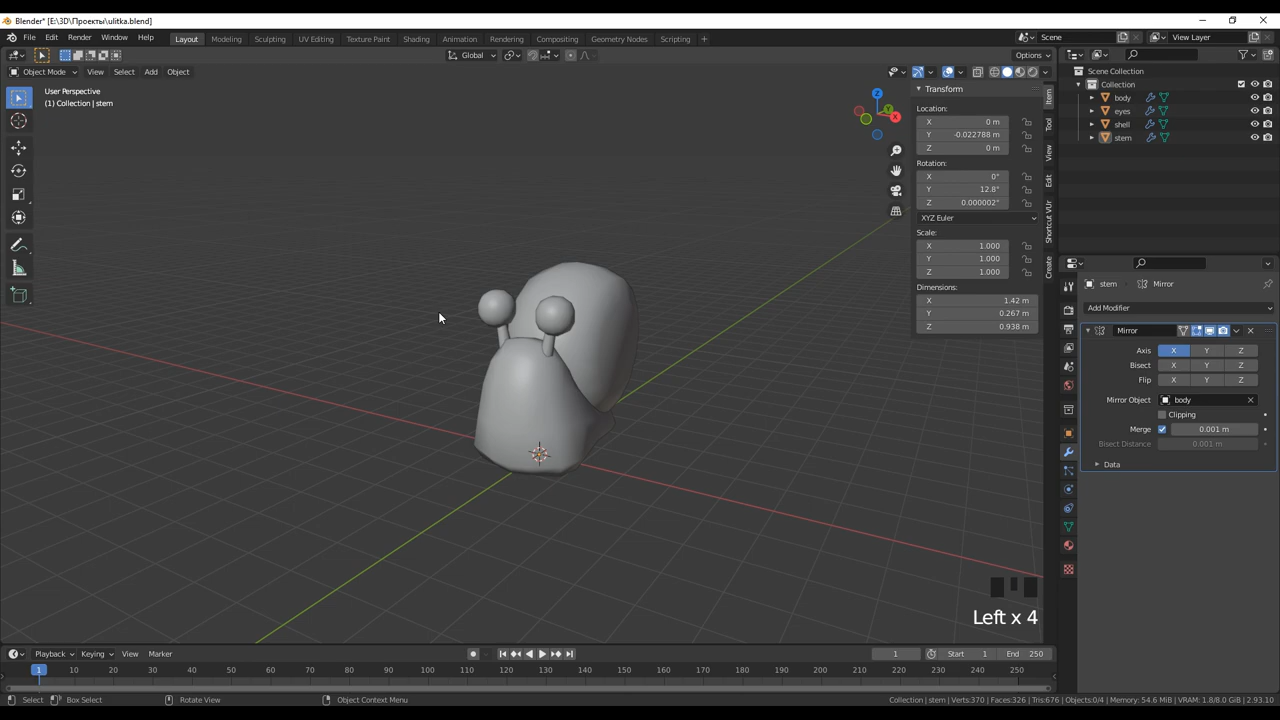 Blender* [E:\3D\Проекты\ulitka.blend]
File Edit Render Window Help Layout Modeling Sculpting UV Editing Texture Paint Shading Animation Rendering Compositing Geometry Nodes Scripting + Scene View Layer
Global Options
Object Mode View Select Add Object
User Perspective
(1) Collection | stem
Z
Y
X
Transform
Location:
X 0 m
Y -0.022788 m
Z 0 m
Rotation:
X 0°
Y 12.8°
Z 0.000002°
XYZ Euler
Scale:
X 1.000
Y 1.000
Z 1.000
Dimensions:
X 1.42 m
Y 0.267 m
Z 0.938 m
Item
Tool
View
Edit
Shortcut VUr
Create
Scene Collection
Collection
body
eyes
shell
stem
stem Mirror
Add Modifier
Mirror
Axis X Y Z
Bisect X Y Z
Flip X Y Z
Mirror Object body
Clipping
Merge 0.001 m
Bisect Distance 0.001 m
Data
Left x 4
Playback Keying View Marker 1 Start 1 End 250
1 10 20 30 40 50 60 70 80 90 100 110 120 130 140 150 160 170 180 190 200 210 220 230 240 250
Select Box Select Rotate View Object Context Menu Collection | stem | Verts:370 | Faces:326 | Tris:676 | Objects:0/4 | Memory: 54.6 MiB | VRAM: 1.8/8.0 GiB | 2.93.10